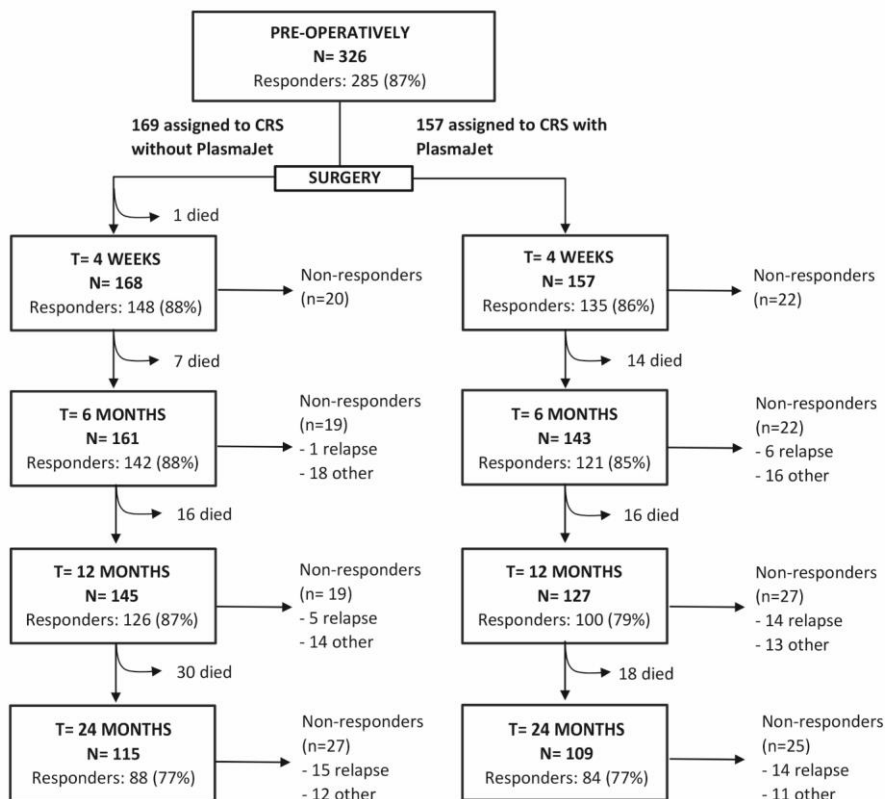 PRE-OPERATIVELY
N= 326
Responders: 285 (87%)
169 assigned to CRS
without PlasmaJet
157 assigned to CRS with
PlasmaJet
SURGERY
1 died
T= 4 WEEKS
N= 168
Responders: 148 (88%)
Non-responders
(n=20)
T= 4 WEEKS
N= 157
Responders: 135 (86%)
Non-responders
(n=22)
7 died
14 died
T= 6 MONTHS
N= 161
Responders: 142 (88%)
Non-responders
(n=19)
- 1 relapse
- 18 other
T= 6 MONTHS
N= 143
Responders: 121 (85%)
Non-responders
(n=22)
- 6 relapse
- 16 other
16 died
16 died
T= 12 MONTHS
N= 145
Responders: 126 (87%)
Non-responders
(n= 19)
- 5 relapse
- 14 other
T= 12 MONTHS
N= 127
Responders: 100 (79%)
Non-responders
(n=27)
- 14 relapse
- 13 other
30 died
18 died
T= 24 MONTHS
N= 115
Responders: 88 (77%)
Non-responders
(n=27)
- 15 relapse
- 12 other
T= 24 MONTHS
N= 109
Responders: 84 (77%)
Non-responders
(n=25)
- 14 relapse
- 11 other